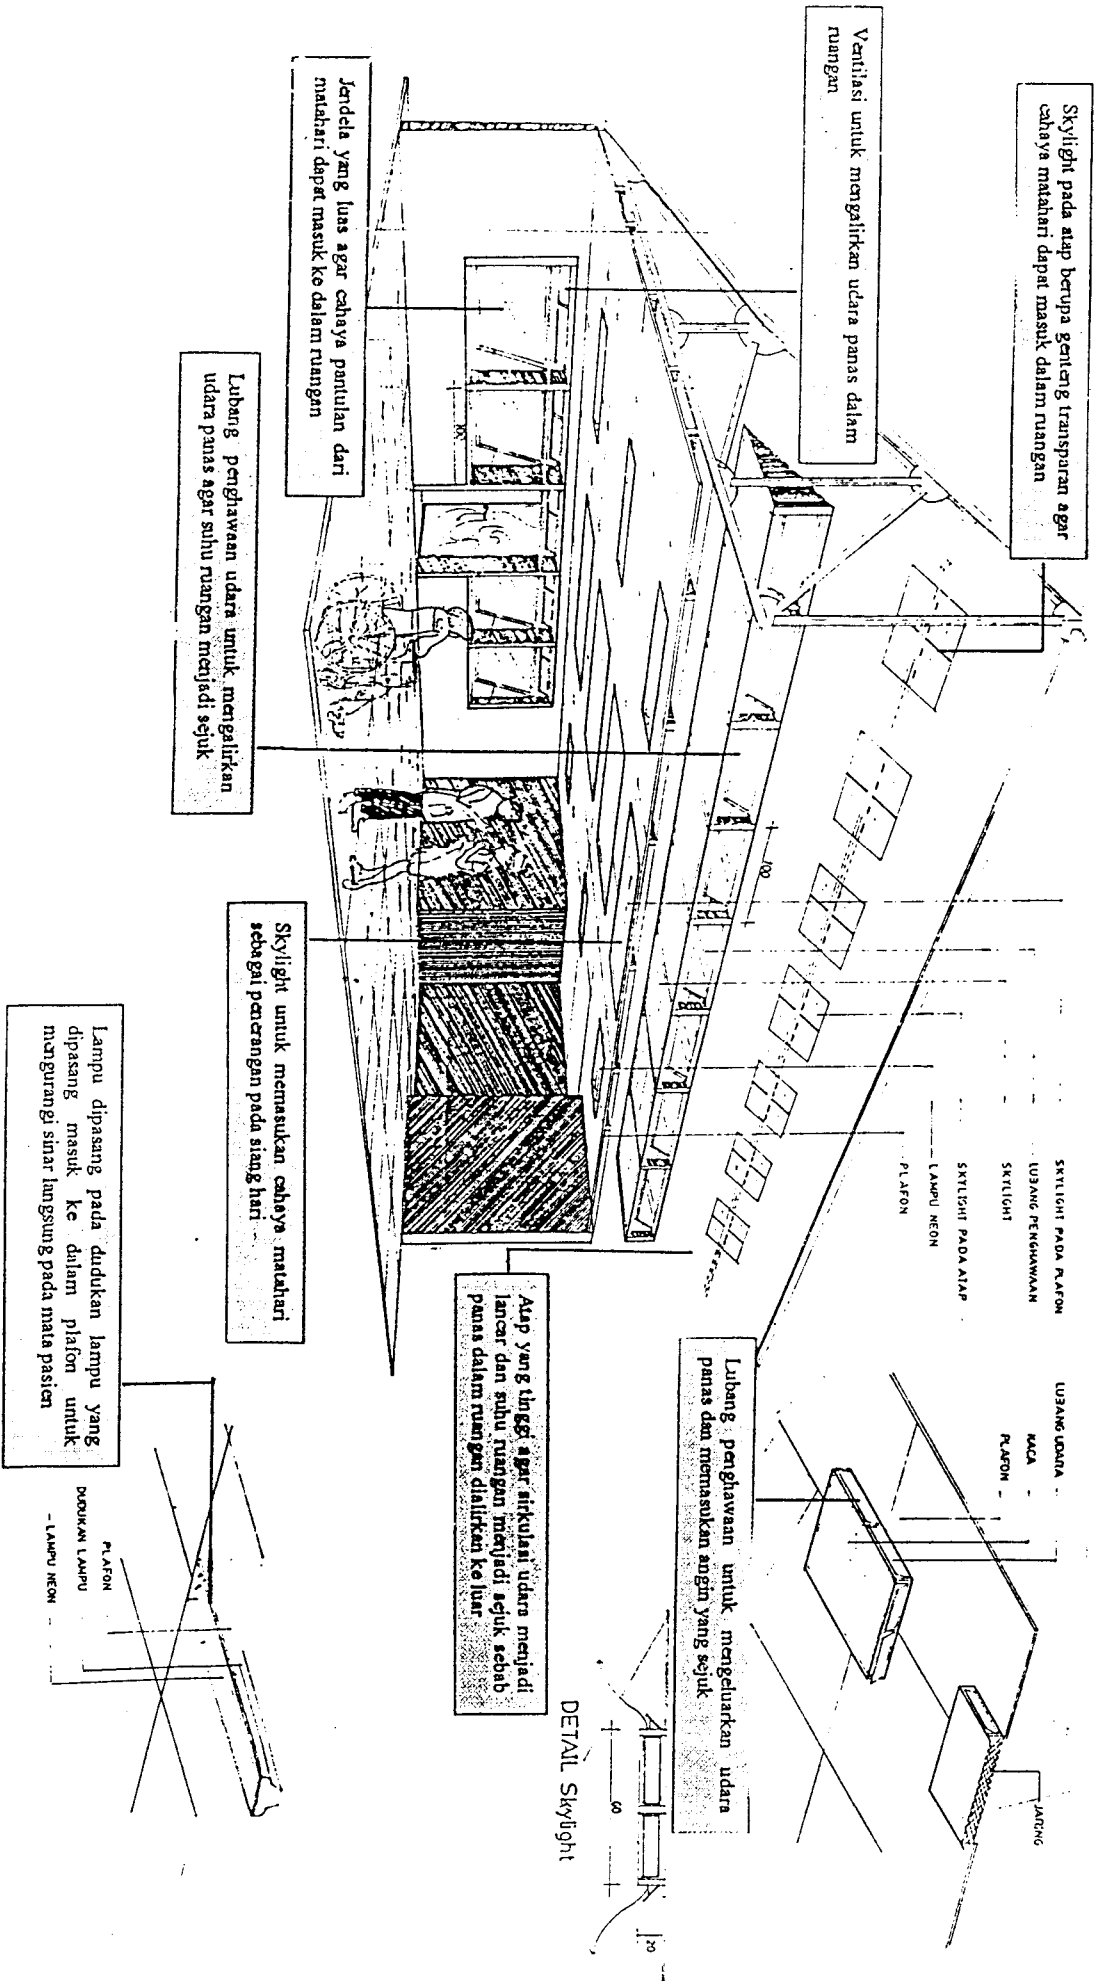 Skylight pada atap berupa genteng transparan agar
cahaya matahari dapat masuk dalam ruangan
Ventilasi untuk mengalirkan udara panas dalam
ruangan
Jendela yang luas agar cahaya pantulan dari
matahari dapat masuk ke dalam ruangan
Lubang penghawaan udara untuk mengalirkan
udara panas agar suhu ruangan menjadi sejuk
Skylight untuk memasukan cahaya matahari
sebagai penerangan pada siang hari
Lampu dipasang pada dudukan lampu yang
dipasang masuk ke dalam plafon untuk
mengurangi sinar langsung pada mata pasien
Atap yang tinggi agar sirkulasi udara menjadi
lancar dan suhu ruangan menjadi sejuk sebab
panas dalam ruangan dialirkan ke luar
Lubang penghawaan untuk mengeluarkan udara
panas dan memasukan angin yang sejuk
SKYLIGHT PADA PLAFON
LUBANG PENGHAWAAN
SKYLIGHT
SKYLIGHT PADA ATAP
LAMPU NEON
PLAFON
LUBANG UDARA
KACA
PLAFON
JARING
100
100
DETAIL Skylight
60
20
PLAFON
DUDUKAN LAMPU
LAMPU NEON